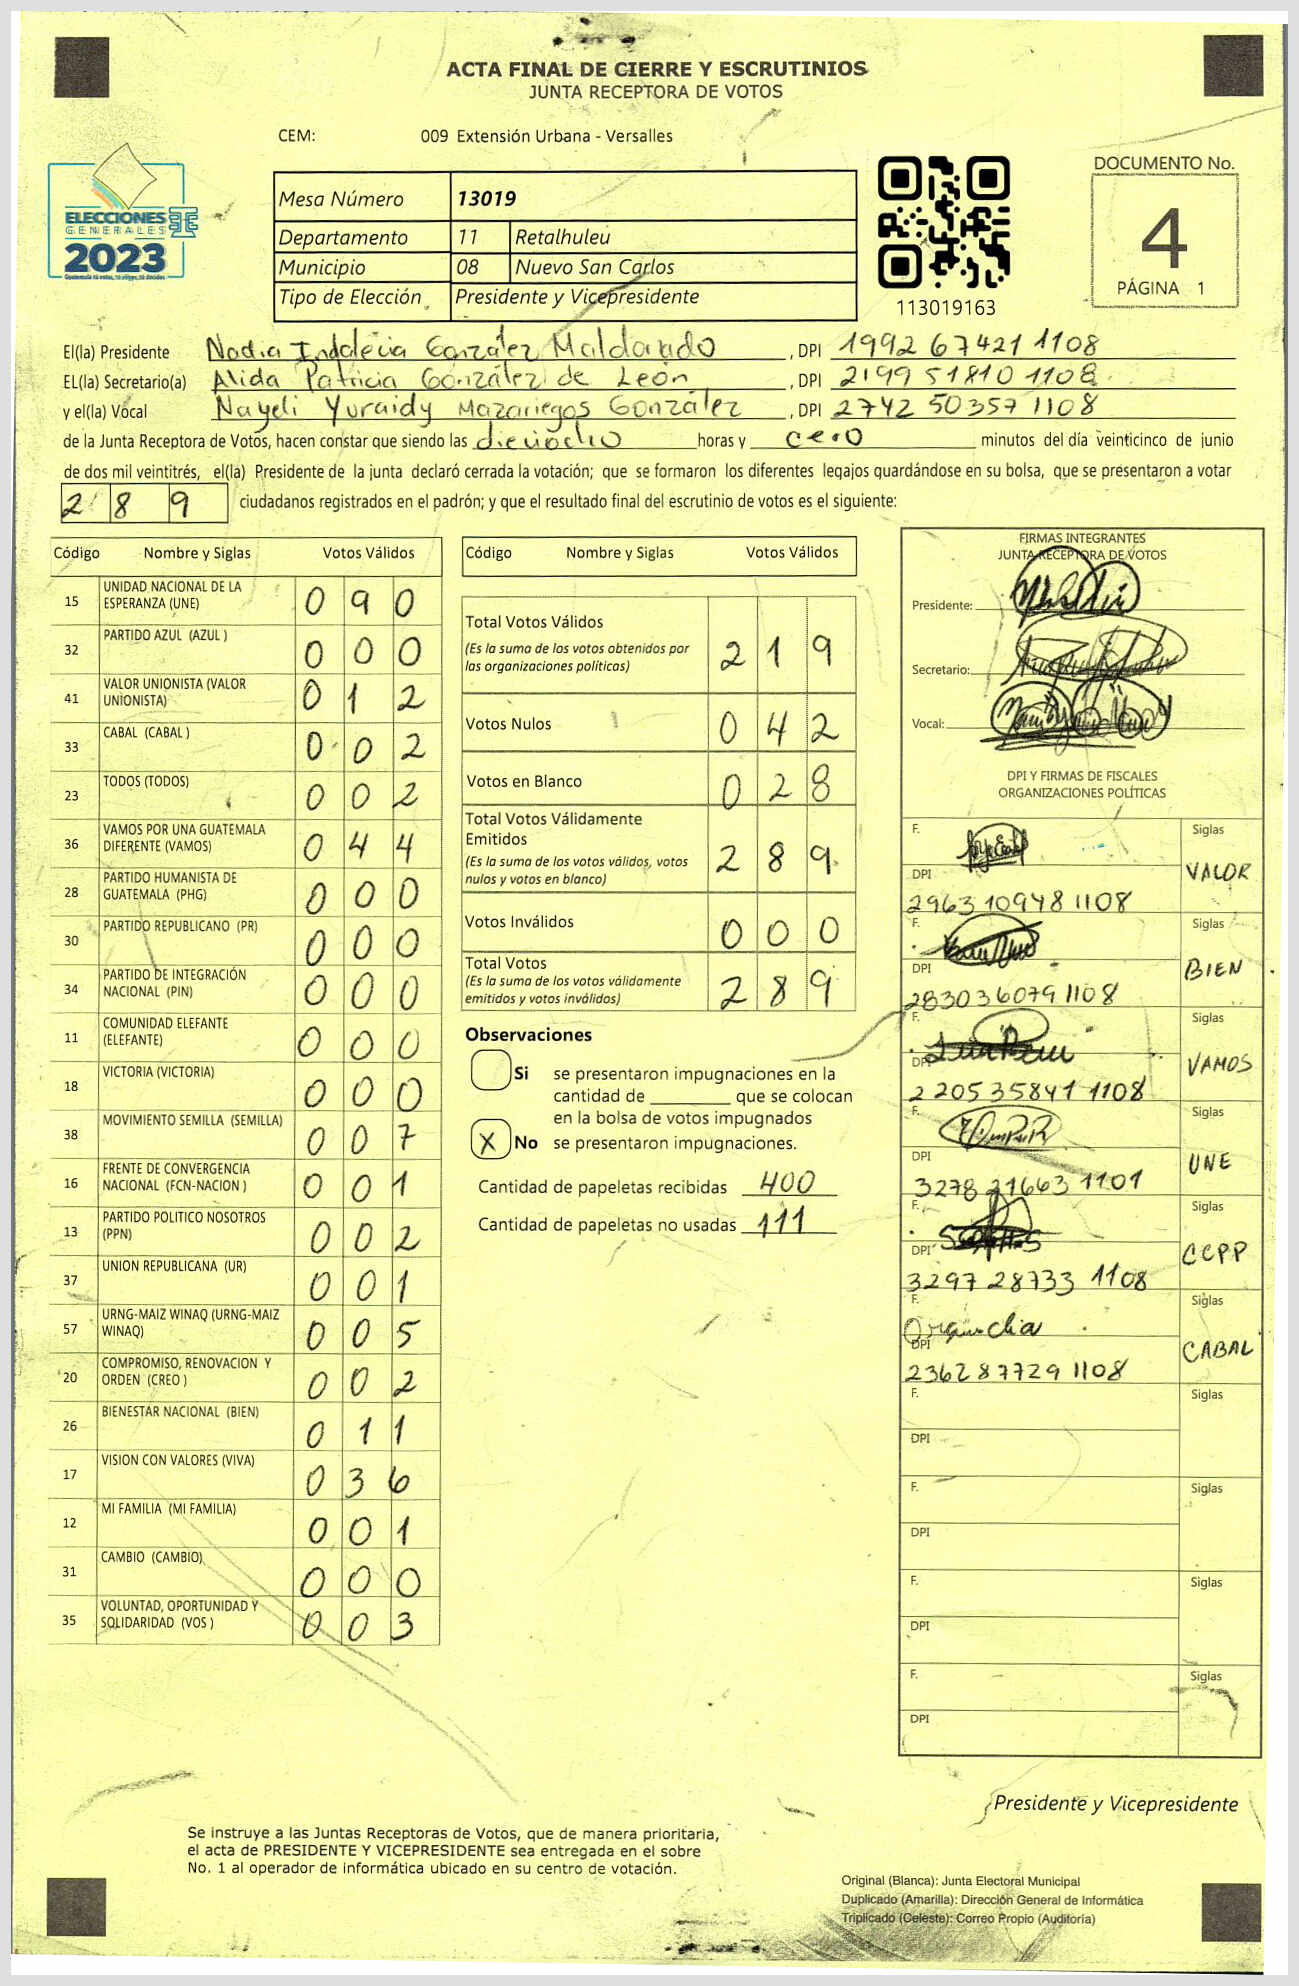 ACTA FINAL DE CIERRE Y ESCRUTINIOS
JUNTA RECEPTORA DE VOTOS
CEM: 009 Extensión Urbana - Versalles
ELECCIONES
GENERALES
2023
Mesa Número 13019
Departamento 11 Retalhuleu
Municipio 08 Nuevo San Carlos
Tipo de Elección Presidente y Vicepresidente
113019163
DOCUMENTO No.
4
PÁGINA 1
El(la) Presidente Nadia Indalecia González Maldonado , DPI 1992 67421 1108
EL(la) Secretario(a) Alida Patricia González de León , DPI 2199 51810 1108
y el(la) Vocal Nayeli Yuraidy Mazariegos González , DPI 2742 50357 1108
de la Junta Receptora de Votos, hacen constar que siendo las dieciocho horas y cero minutos del día veinticinco de junio
de dos mil veintitrés, el(la) Presidente de la junta declaró cerrada la votación; que se formaron los diferentes legajos quardándose en su bolsa, que se presentaron a votar
2 8 9 ciudadanos registrados en el padrón; y que el resultado final del escrutinio de votos es el siguiente:
Código Nombre y Siglas Votos Válidos
15 UNIDAD NACIONAL DE LA ESPERANZA (UNE) 0 9 0
32 PARTIDO AZUL (AZUL ) 0 0 0
41 VALOR UNIONISTA (VALOR UNIONISTA) 0 1 2
33 CABAL (CABAL ) 0 0 2
23 TODOS (TODOS) 0 0 2
36 VAMOS POR UNA GUATEMALA DIFERENTE (VAMOS) 0 4 4
28 PARTIDO HUMANISTA DE GUATEMALA (PHG) 0 0 0
30 PARTIDO REPUBLICANO (PR) 0 0 0
34 PARTIDO DE INTEGRACIÓN NACIONAL (PIN) 0 0 0
11 COMUNIDAD ELEFANTE (ELEFANTE) 0 0 0
18 VICTORIA (VICTORIA) 0 0 0
38 MOVIMIENTO SEMILLA (SEMILLA) 0 0 7
16 FRENTE DE CONVERGENCIA NACIONAL (FCN-NACION ) 0 0 1
13 PARTIDO POLITICO NOSOTROS (PPN) 0 0 2
37 UNION REPUBLICANA (UR) 0 0 1
57 URNG-MAIZ WINAQ (URNG-MAIZ WINAQ) 0 0 5
20 COMPROMISO, RENOVACION Y ORDEN (CREO ) 0 0 2
26 BIENESTAR NACIONAL (BIEN) 0 1 1
17 VISION CON VALORES (VIVA) 0 3 6
12 MI FAMILIA (MI FAMILIA) 0 0 1
31 CAMBIO (CAMBIO) 0 0 0
35 VOLUNTAD, OPORTUNIDAD Y SOLIDARIDAD (VOS ) 0 0 3
Código Nombre y Siglas Votos Válidos
Total Votos Válidos 2 1 9
(Es la suma de los votos obtenidos por
las organizaciones políticas)
Votos Nulos 0 4 2
Votos en Blanco 0 2 8
Total Votos Válidamente
Emitidos 2 8 9
(Es la suma de los votos válidos, votos
nulos y votos en blanco)
Votos Inválidos 0 0 0
Total Votos 2 8 9
(Es la suma de los votos válidamente
emitidos y votos inválidos)
Observaciones
Si se presentaron impugnaciones en la
cantidad de ________ que se colocan
en la bolsa de votos impugnados
X No se presentaron impugnaciones.
Cantidad de papeletas recibidas 400
Cantidad de papeletas no usadas 111
FIRMAS INTEGRANTES
JUNTA RECEPTORA DE VOTOS
Presidente:
Secretario:
Vocal:
DPI Y FIRMAS DE FISCALES
ORGANIZACIONES POLÍTICAS
F. Siglas
VALOR
DPI
2963 10948 1108
F. Siglas
BIEN
DPI
2830 36079 1108
F. Siglas
VAMOS
DPI
2205 35841 1108
F. Siglas
UNE
DPI
3278 21663 1101
F. Siglas
CCPP
DPI
3297 28733 1108
F. Siglas
CABAL
DPI
2362 87729 1108
F. Siglas
DPI
F. Siglas
DPI
F. Siglas
DPI
F. Siglas
DPI
Presidente y Vicepresidente
Se instruye a las Juntas Receptoras de Votos, que de manera prioritaria,
el acta de PRESIDENTE Y VICEPRESIDENTE sea entregada en el sobre
No. 1 al operador de informática ubicado en su centro de votación.
Original (Blanca): Junta Electoral Municipal
Duplicado (Amarilla): Dirección General de Informática
Triplicado (Celeste): Correo Propio (Auditoría)